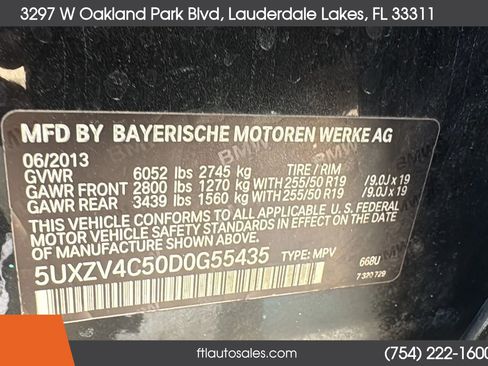 3297 W Oakland Park Blvd, Lauderdale Lakes, FL 33311
MFD BY BAYERISCHE MOTOREN WERKE AG
06/2013
GVWR 6052 lbs 2745 kg TIRE / RIM
GAWR FRONT 2800 lbs 1270 kg WITH 255/50 R19 /9.0J x 19
GAWR REAR 3439 lbs 1560 kg WITH 255/50 R19 /9.0J x 19
THIS VEHICLE CONFORMS TO ALL APPLICABLE U.S. FEDERAL
MOTOR VEHICLE SAFETY STANDARDS IN EFFECT ON THE DATE
OF MANUFACTURE SHOWN ABOVE.
5UXZV4C50D0G55435 TYPE: MPV 668U
7 320 729
ftlautosales.com (754) 222-1600